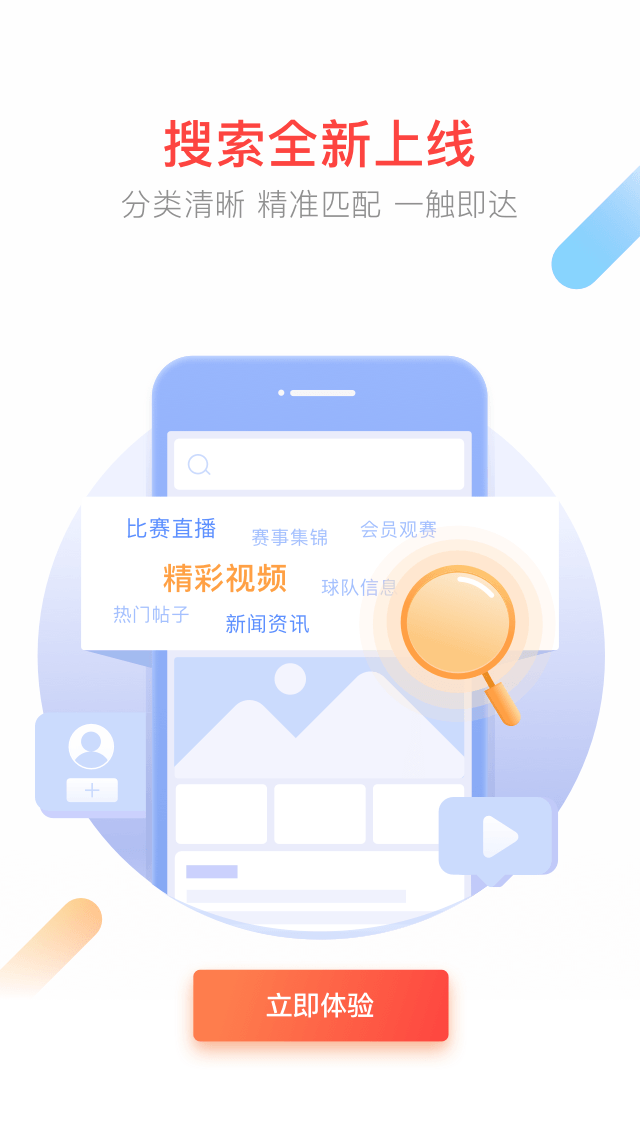 搜索全新上线
分类清晰 精准匹配 一触即达
比赛直播 赛事集锦 会员观赛
精彩视频 球队信息
热门帖子 新闻资讯
立即体验